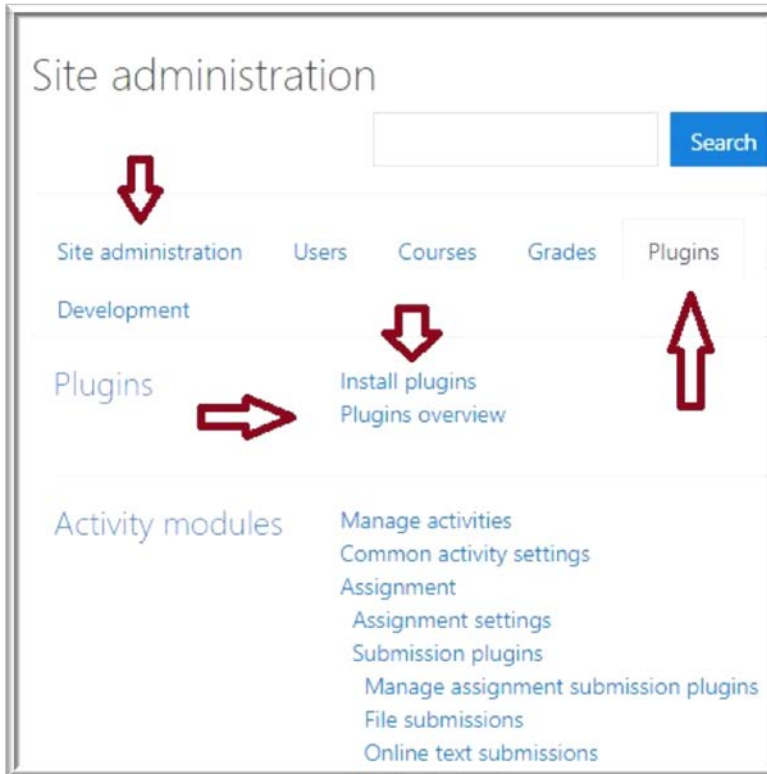 Site administration
Search
Site administration Users Courses Grades Plugins
Development
Plugins
Install plugins
Plugins overview
Activity modules
Manage activities
Common activity settings
Assignment
Assignment settings
Submission plugins
Manage assignment submission plugins
File submissions
Online text submissions